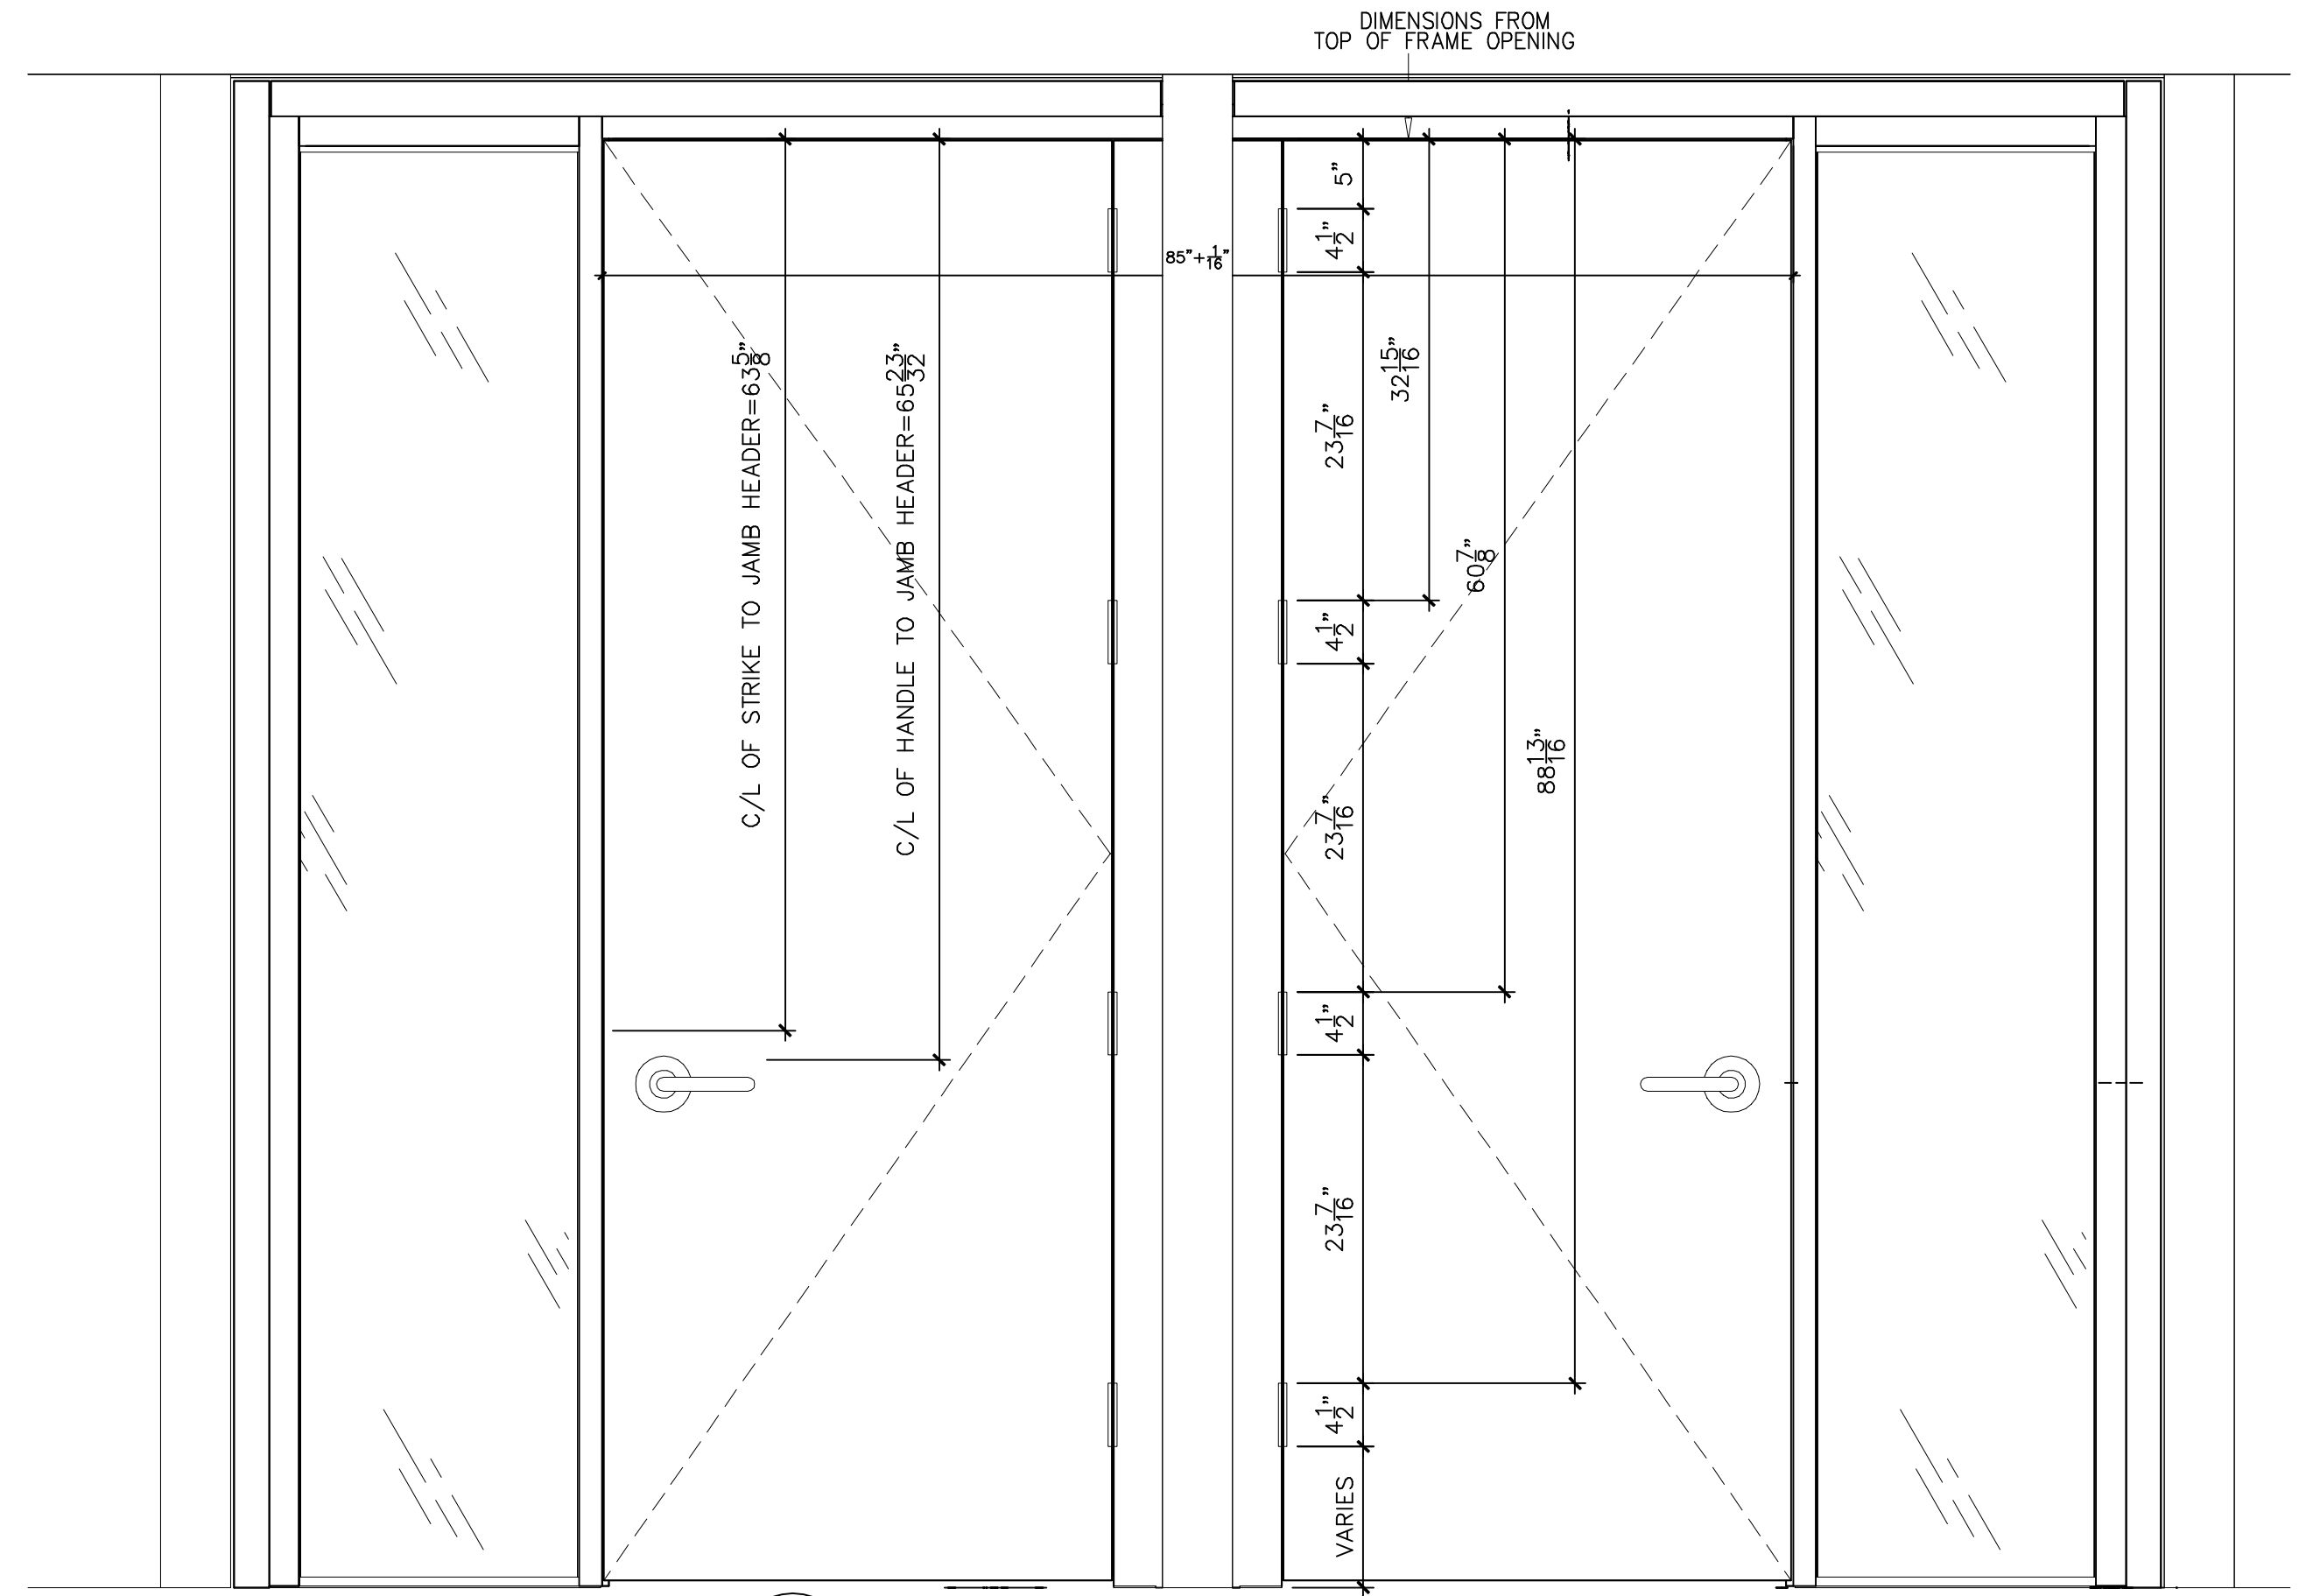 DIMENSIONS FROM
TOP OF FRAME OPENING
85"+1/16"
C/L OF STRIKE TO JAMB HEADER=63 5/8"
C/L OF HANDLE TO JAMB HEADER=65 23/32"
5"
4 1/2"
23 7/16"
4 1/2"
23 7/16"
4 1/2"
23 7/16"
4 1/2"
VARIES
32 15/16"
60 7/8"
88 13/16"